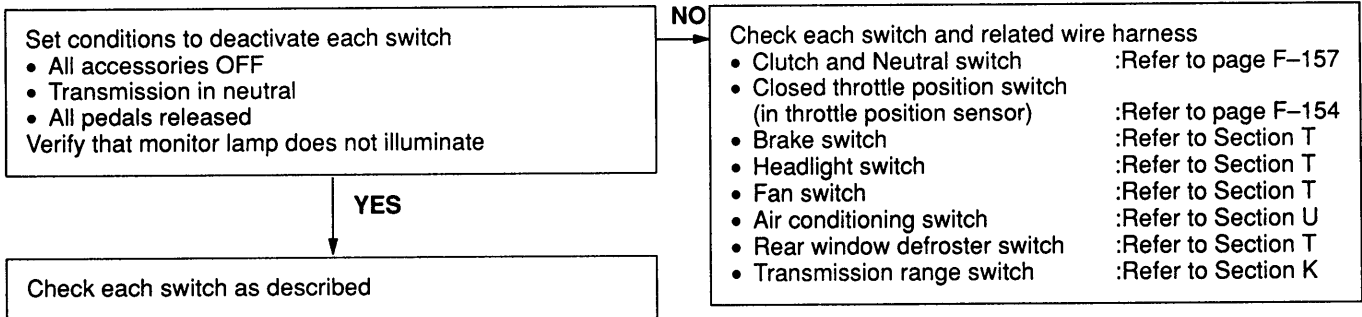 Set conditions to deactivate each switch
• All accessories OFF
• Transmission in neutral
• All pedals released
Verify that monitor lamp does not illuminate
NO
Check each switch and related wire harness
• Clutch and Neutral switch :Refer to page F–157
• Closed throttle position switch
(in throttle position sensor) :Refer to page F–154
• Brake switch :Refer to Section T
• Headlight switch :Refer to Section T
• Fan switch :Refer to Section T
• Air conditioning switch :Refer to Section U
• Rear window defroster switch :Refer to Section T
• Transmission range switch :Refer to Section K
YES
Check each switch as described